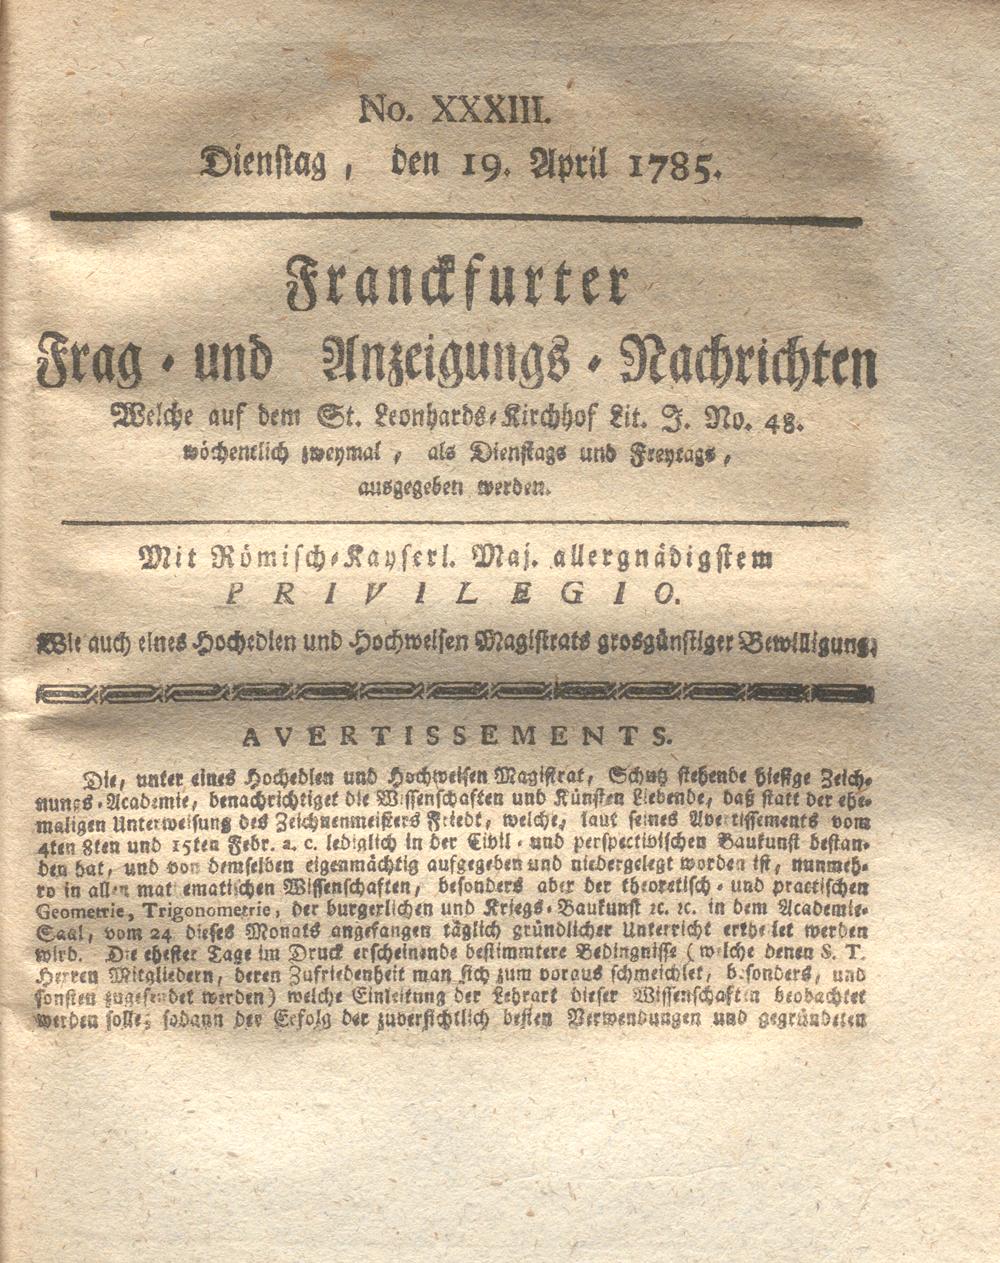 No. XXXIII.
Dienstag, den 19. April 1785.
Franckfurter
Frag- und Anzeigungs-Nachrichten
Welche auf dem St. Leonhards-Kirchhof Lit. J. No. 48.
wöchentlich zweymal, als Dienstags und Freytags,
ausgegeben werden.
Mit Römisch-Kayserl. Maj. allergnädigstem
PRIVILEGIO.
Wie auch eines Hochedlen und Hochweisen Magistrats grosgünstiger Bewilligung.
AVERTISSEMENTS.
Die, unter eines Hochedlen und Hochweisen Magistrat, Schutz stehende hiesige Zeich-
nungs-Academie, benachrichtiget die Wissenschaften und Künsten Liebende, daß statt der ehe-
maligen Unterweisung des Zeichnenmeisters Friedt, welche, laut seines Avertissements vom
4ten 8ten und 15ten Febr. a. c. lediglich in der Civil- und perspectivischen Baukunst bestan-
den hat, und von demselben eigenmächtig aufgegeben und niedergelegt worden ist, nunmeh-
ro in allen mathematischen Wissenschaften, besonders aber der theoretisch- und practischen
Geometrie, Trigonometrie, der burgerlichen und Kriegs-Baukunst ꝛc. ꝛc. in dem Academie-
Saal, vom 24 dieses Monats angefangen täglich gründlicher Unterricht ertheilet werden
wird. Die ehester Tage im Druck erscheinende bestimmtere Bedingnisse (welche denen S. T.
Herren Mitgliedern, deren Zufriedenheit man sich zum voraus schmeichlet, besonders, und
sonsten zugesendet werden) welche Einleitung der Lehrart dieser Wissenschaften beobachtet
werden solle, sodann der Erfolg der zuversichtlich besten Verwendungen und gegründeten